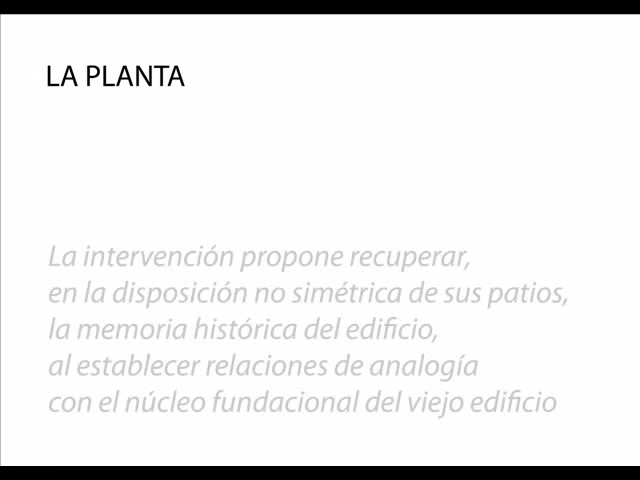 LA PLANTA
La intervención propone recuperar,
en la disposición no simétrica de sus patios,
la memoria histórica del edificio,
al establecer relaciones de analogía
con el núcleo fundacional del viejo edificio